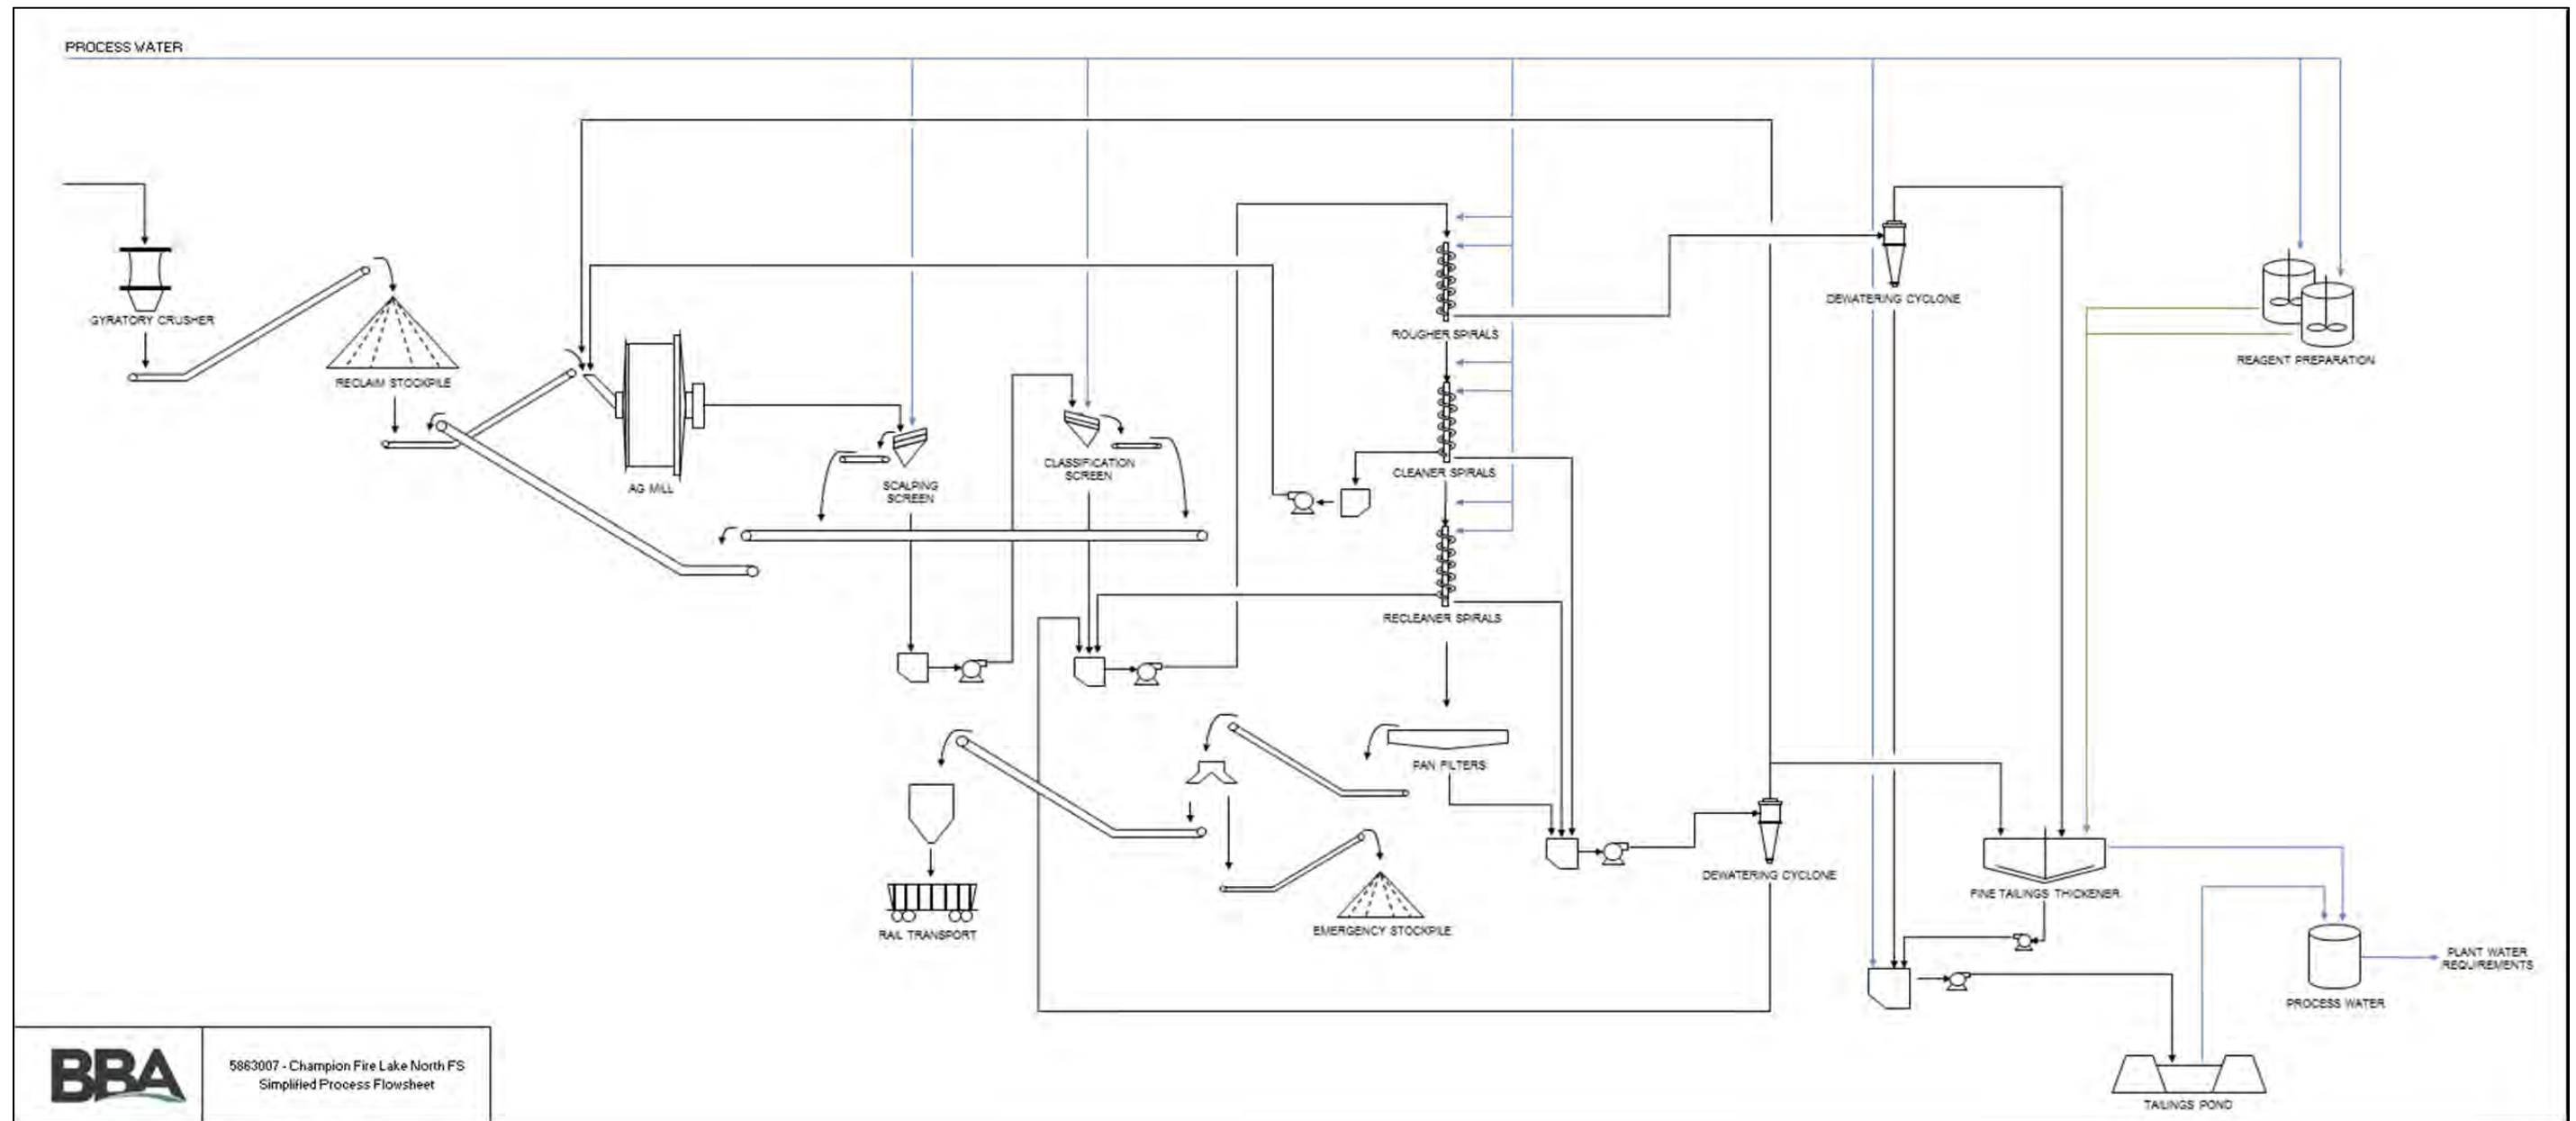 PROCESS WATER
GYRATORY CRUSHER
RECLAIM STOCKPILE
AG MILL
SCALPING
SCREEN
CLASSIFICATION
SCREEN
ROUGHER SPIRALS
CLEANER SPIRALS
RECLEANER SPIRALS
DEWATERING CYCLONE
REAGENT PREPARATION
PAN FILTERS
DEWATERING CYCLONE
FINE TAILINGS THICKENER
RAIL TRANSPORT
EMERGENCY STOCKPILE
PLANT WATER
REQUIREMENTS
PROCESS WATER
TAILINGS POND
BBA
5863007 - Champion Fire Lake North FS
Simplified Process Flowsheet